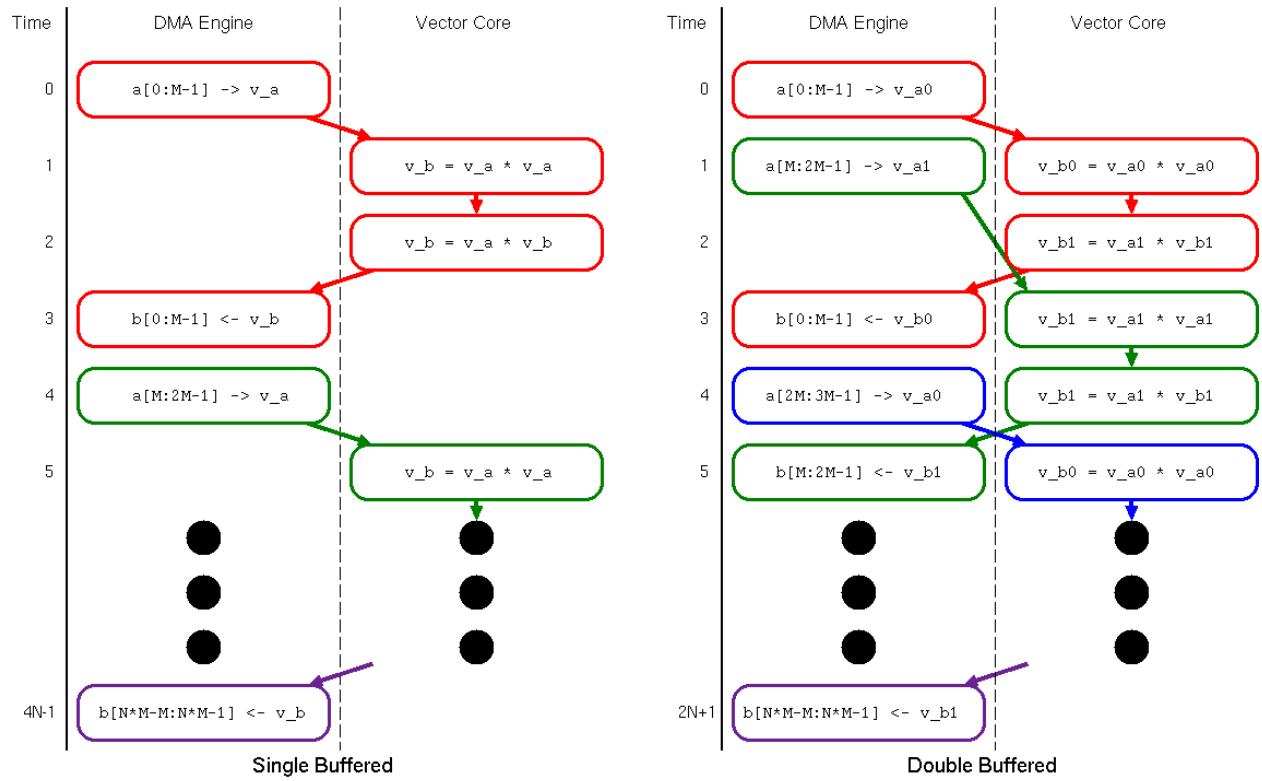 Time DMA Engine Vector Core
0 a[0:M-1] -> v_a
1 v_b = v_a * v_a
2 v_b = v_a * v_b
3 b[0:M-1] <- v_b
4 a[M:2M-1] -> v_a
5 v_b = v_a * v_a
4N-1 b[N*M-M:N*M-1] <- v_b
Single Buffered
Time DMA Engine Vector Core
0 a[0:M-1] -> v_a0
1 a[M:2M-1] -> v_a1 v_b0 = v_a0 * v_a0
2 v_b1 = v_a1 * v_b1
3 b[0:M-1] <- v_b0 v_b1 = v_a1 * v_a1
4 a[2M:3M-1] -> v_a0 v_b1 = v_a1 * v_b1
5 b[M:2M-1] <- v_b1 v_b0 = v_a0 * v_a0
2N+1 b[N*M-M:N*M-1] <- v_b1
Double Buffered